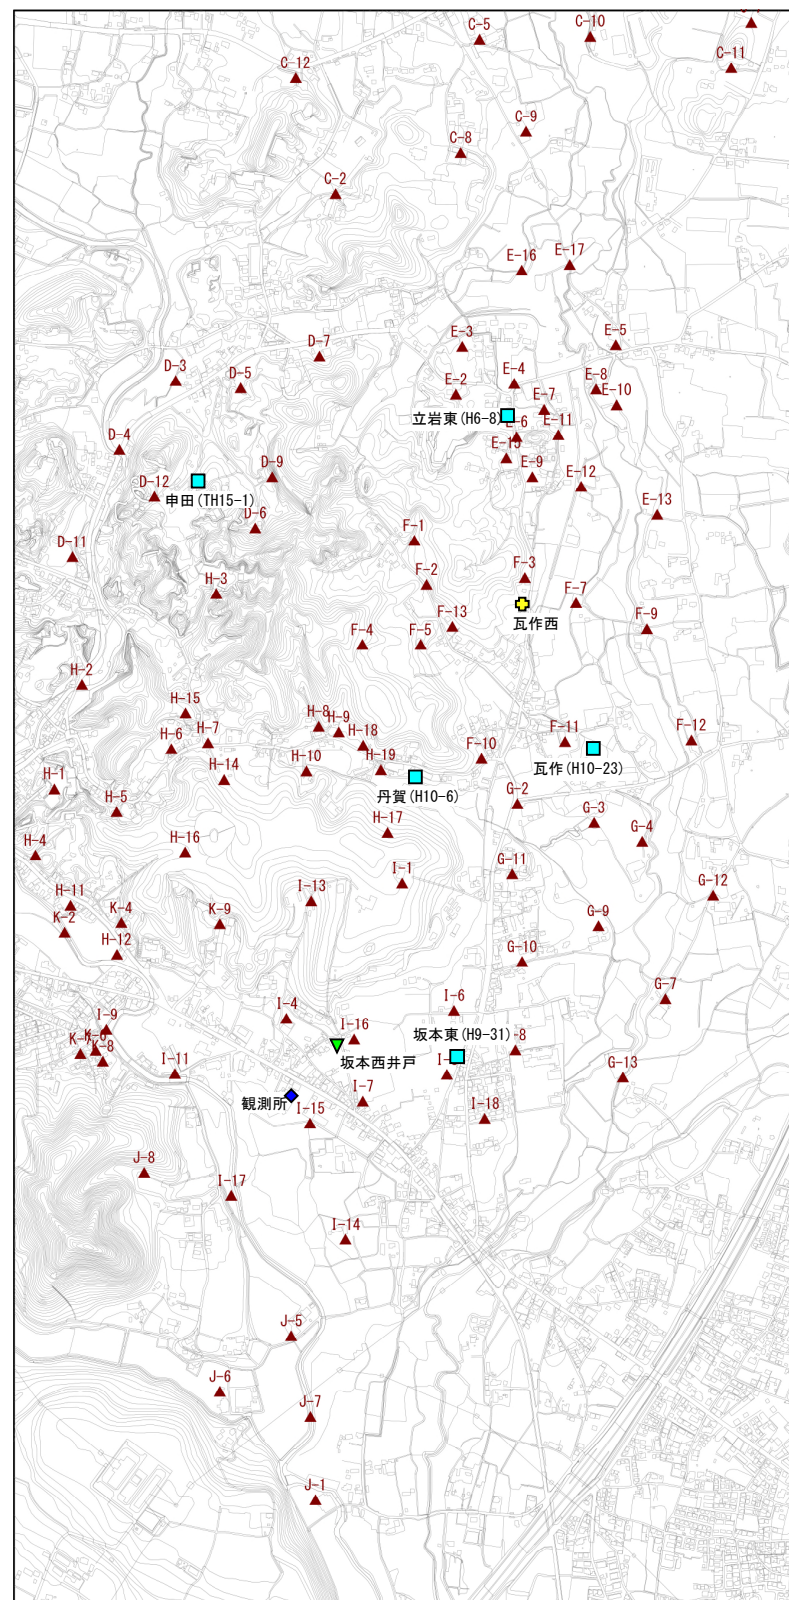 C-5
C-10
C-11
C-12
C-9
C-8
C-2
E-17
E-16
E-5
E-3
D-7
D-3
D-5
E-4
E-2
E-8
E-10
E-7
立岩東(H6-8)
E-6
E-11
D-4
E-15
D-9
E-9
D-12
E-12
申田(TH15-1)
E-13
D-6
F-1
D-11
F-3
F-2
H-3
F-7
F-13
瓦作西
F-9
F-4
F-5
H-2
H-15
H-8
H-9
H-18
H-6
H-7
F-11
F-12
F-10
H-10
H-19
H-14
瓦作(H10-23)
H-1
丹賀(H10-6)
G-2
H-5
G-3
H-17
G-4
H-4
H-16
G-11
I-1
G-12
I-13
H-11
K-2
K-4
K-9
G-9
H-12
G-10
G-7
I-6
I-4
I-9
I-16
坂本東(H9-31)
K-8
坂本西井戸
I-11
G-13
I-7
観測所
I-15
I-18
J-8
I-17
I-14
J-5
J-6
J-7
J-1